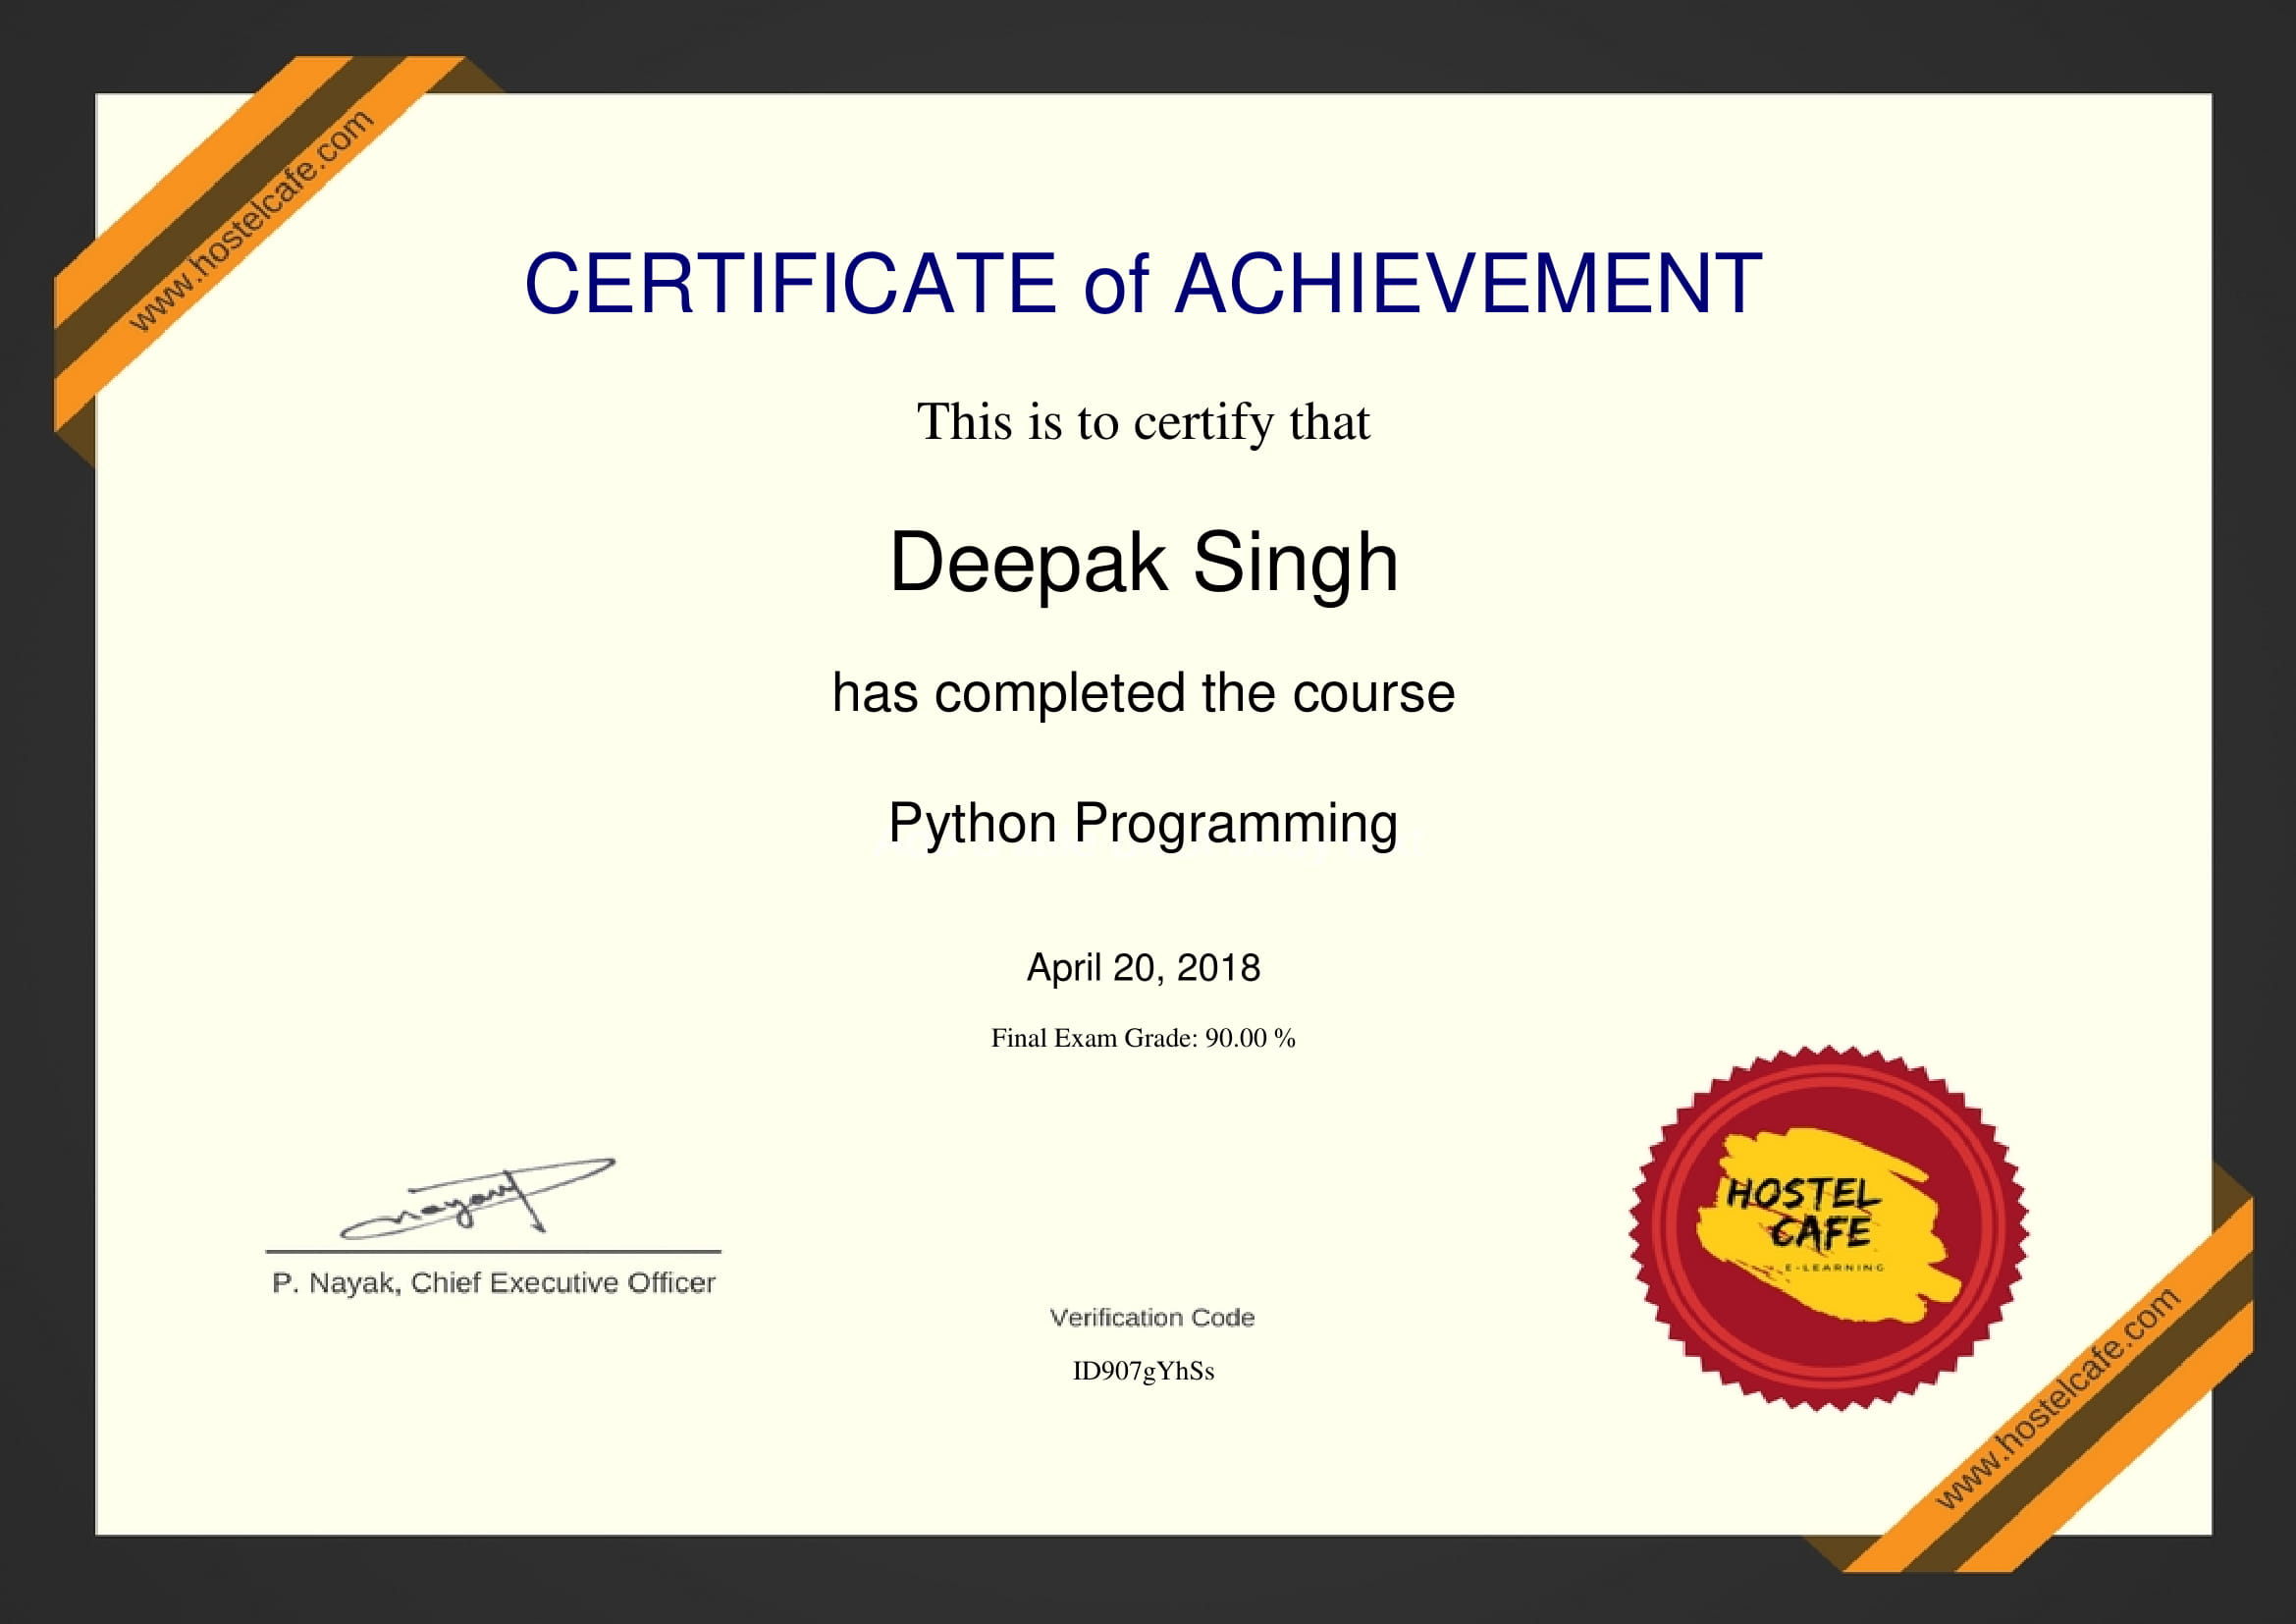 www.hostelcafe.com
CERTIFICATE of ACHIEVEMENT
This is to certify that
Deepak Singh
has completed the course
Python Programming
April 20, 2018
Final Exam Grade: 90.00 %
nayak
P. Nayak, Chief Executive Officer
HOSTEL
CAFE
E-LEARNING
Verification Code
ID907gYhSs
www.hostelcafe.com